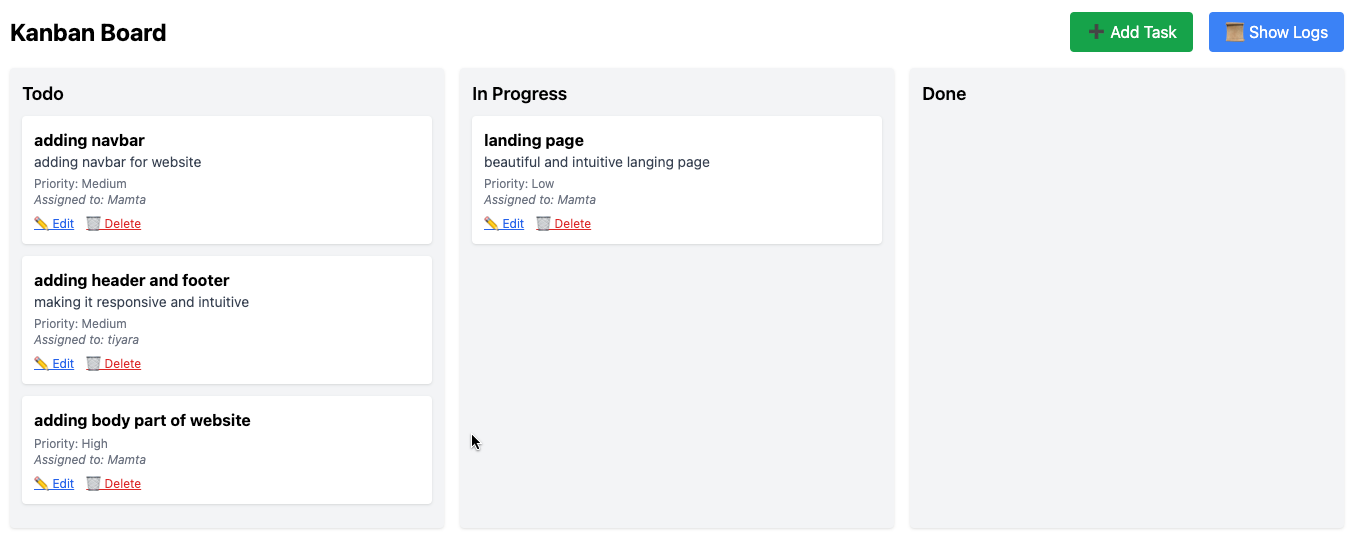 Kanban Board
➕ Add Task
Show Logs
Todo
adding navbar
adding navbar for website
Priority: Medium
Assigned to: Mamta
✏️ Edit 🗑️ Delete
adding header and footer
making it responsive and intuitive
Priority: Medium
Assigned to: tiyara
✏️ Edit 🗑️ Delete
adding body part of website
Priority: High
Assigned to: Mamta
✏️ Edit 🗑️ Delete
In Progress
landing page
beautiful and intuitive langing page
Priority: Low
Assigned to: Mamta
✏️ Edit 🗑️ Delete
Done